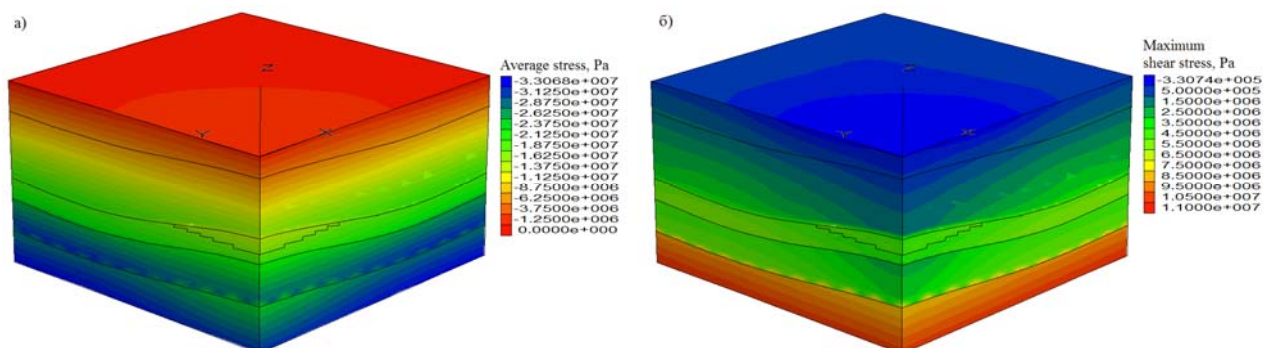 а)
Z
Y
X
Average stress, Pa
-3.3068e+007
-3.1250e+007
-2.8750e+007
-2.6250e+007
-2.3750e+007
-2.1250e+007
-1.8750e+007
-1.6250e+007
-1.3750e+007
-1.1250e+007
-8.7500e+006
-6.2500e+006
-3.7500e+006
-1.2500e+006
0.0000e+000
б)
Z
Y
X
Maximum
shear stress, Pa
-3.3074e+005
5.0000e+005
1.5000e+006
2.5000e+006
3.5000e+006
4.5000e+006
5.5000e+006
6.5000e+006
7.5000e+006
8.5000e+006
9.5000e+006
1.0500e+007
1.1000e+007